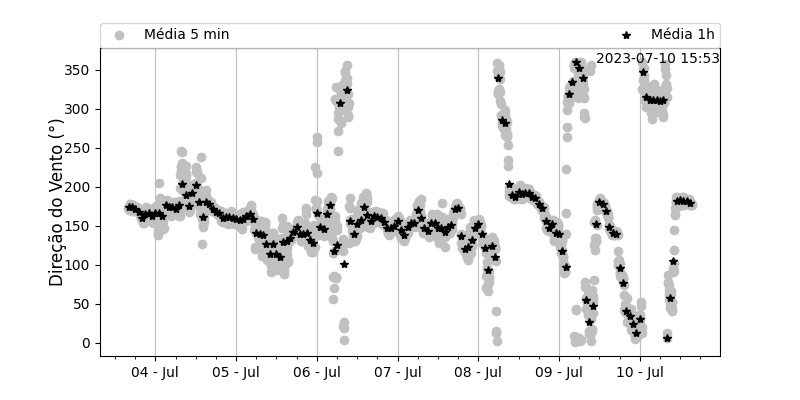 Média 5 min
Média 1h
2023-07-10 15:53
Direção do Vento (°)
350
300
250
200
150
100
50
0
04 - Jul
05 - Jul
06 - Jul
07 - Jul
08 - Jul
09 - Jul
10 - Jul